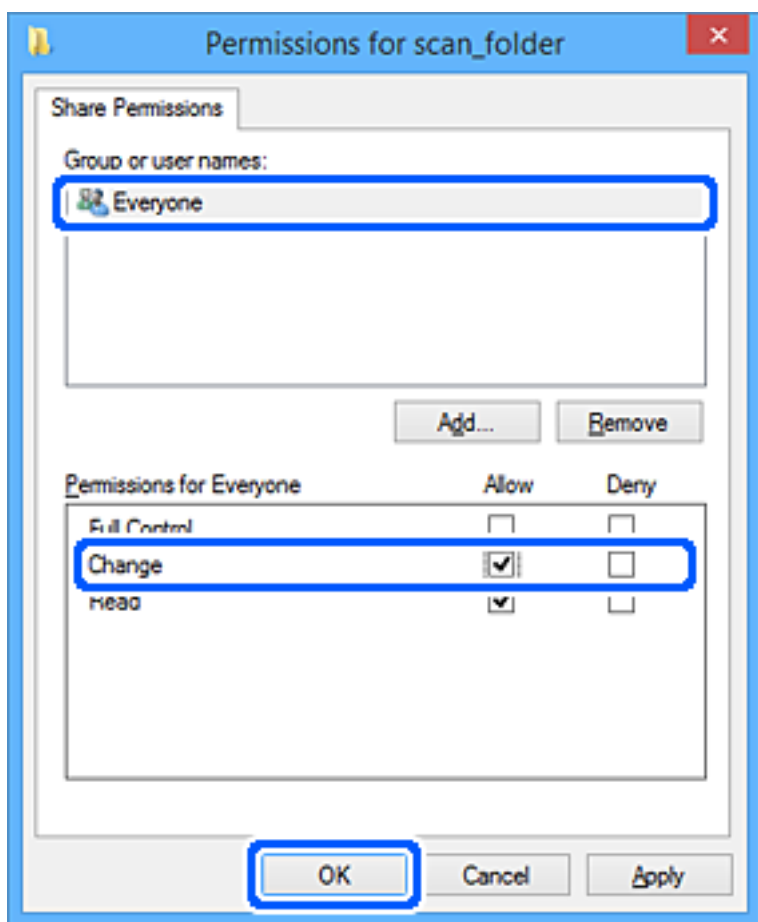 Permissions for scan_folder
Share Permissions
Group or user names:
Everyone
Add...
Remove
Permissions for Everyone Allow Deny
Full Control
Change
Read
OK
Cancel
Apply